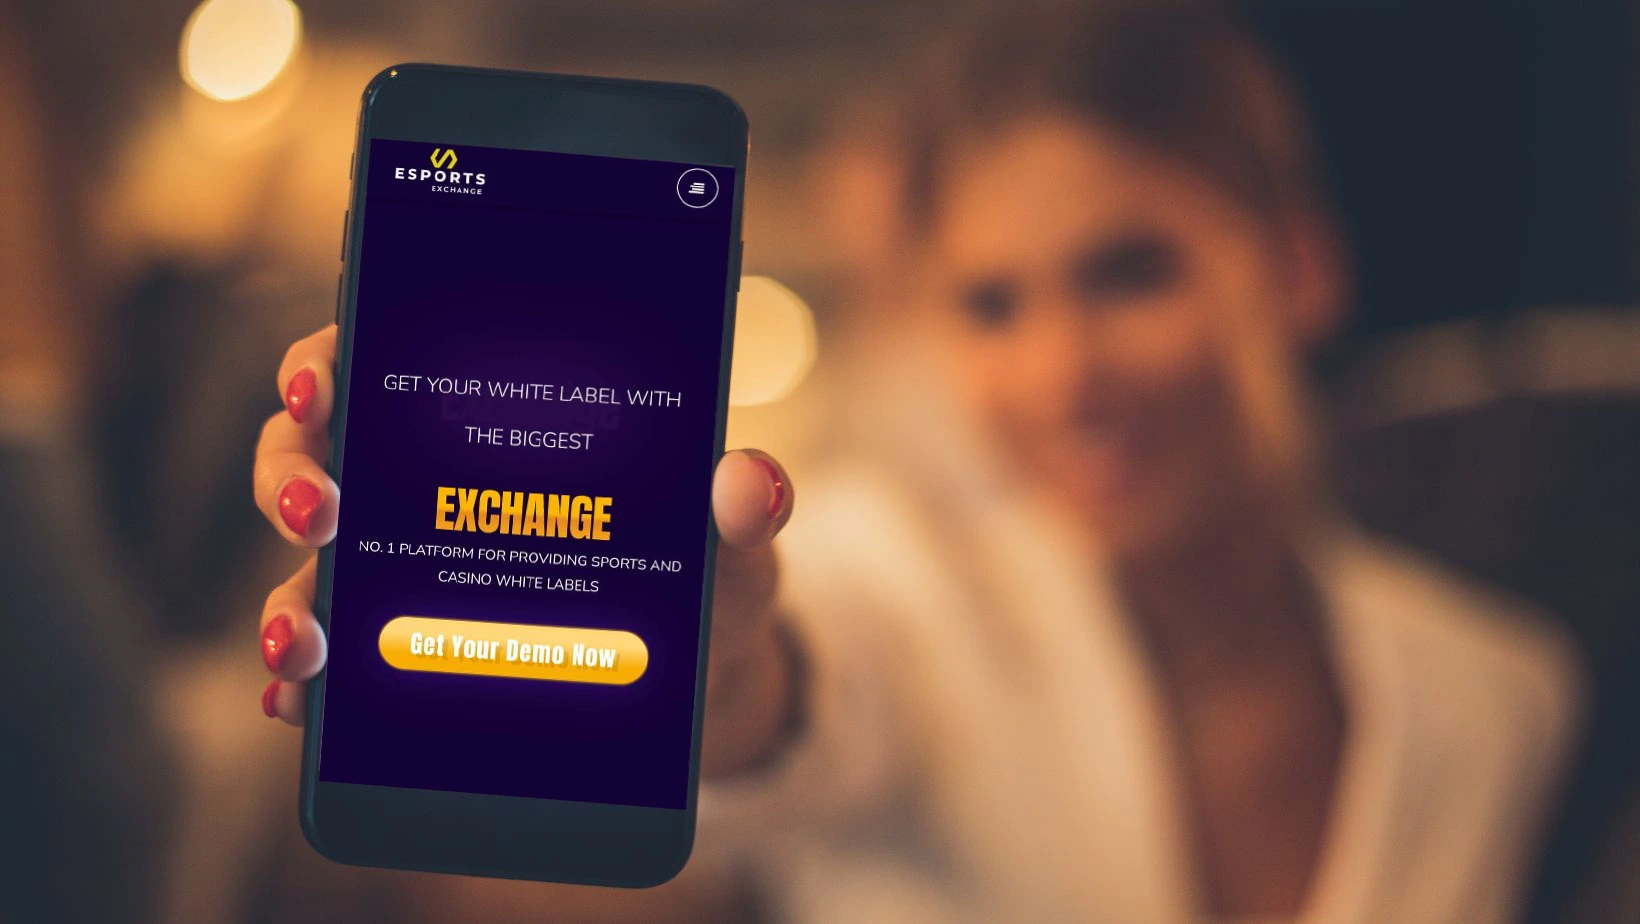 ESPORTS
EXCHANGE
GET YOUR WHITE LABEL WITH
THE BIGGEST
EXCHANGE
NO. 1 PLATFORM FOR PROVIDING SPORTS AND
CASINO WHITE LABELS
Get Your Demo Now